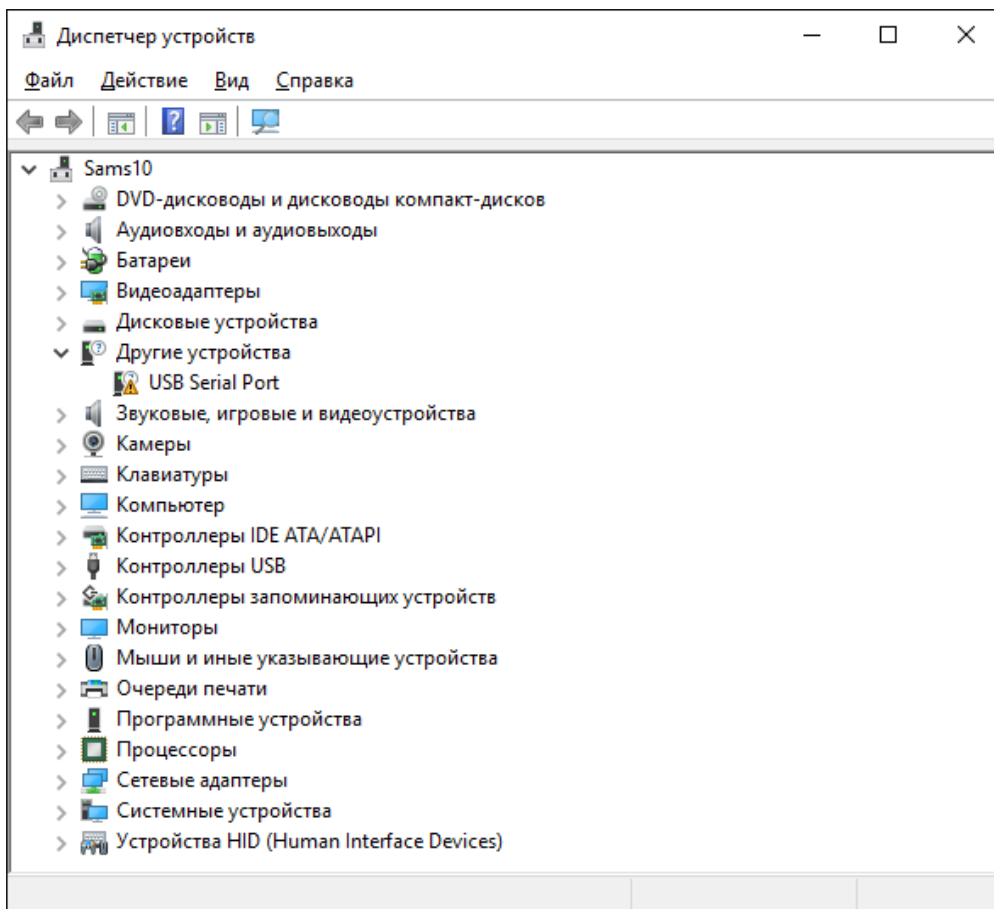 Диспетчер устройств
Файл Действие Вид Справка
Sams10
DVD-дисководы и дисководы компакт-дисков
Аудиовходы и аудиовыходы
Батареи
Видеоадаптеры
Дисковые устройства
Другие устройства
USB Serial Port
Звуковые, игровые и видеоустройства
Камеры
Клавиатуры
Компьютер
Контроллеры IDE ATA/ATAPI
Контроллеры USB
Контроллеры запоминающих устройств
Мониторы
Мыши и иные указывающие устройства
Очереди печати
Программные устройства
Процессоры
Сетевые адаптеры
Системные устройства
Устройства HID (Human Interface Devices)